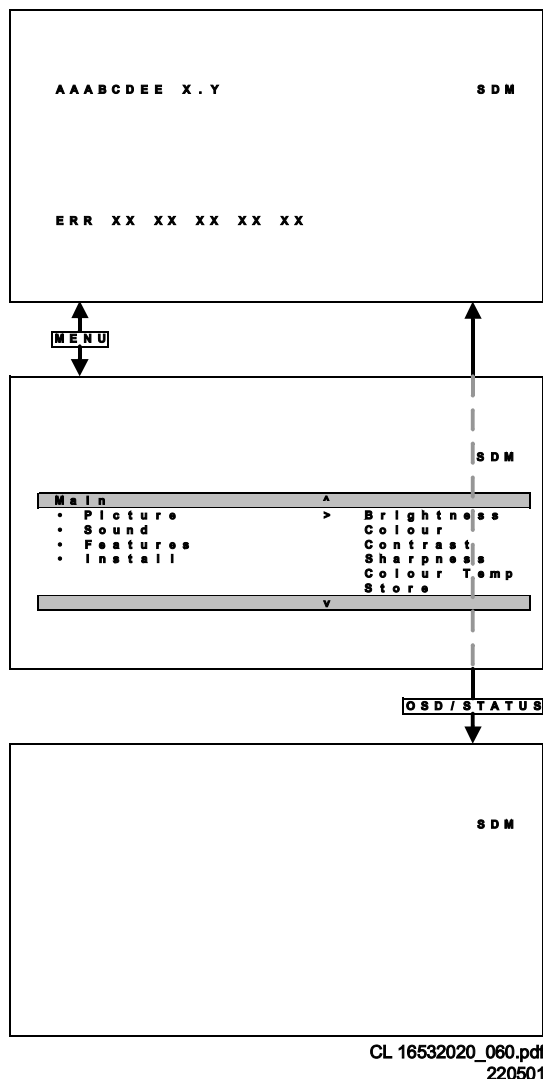 AAABCDEE X.Y SDM
ERR XX XX XX XX XX
MENU
SDM
Main ^
• Picture > Brightness
• Sound Colour
• Features Contrast
• Install Sharpness
Colour Temp
Store
v
OSD/STATUS
SDM
CL 16532020_060.pdf
220501